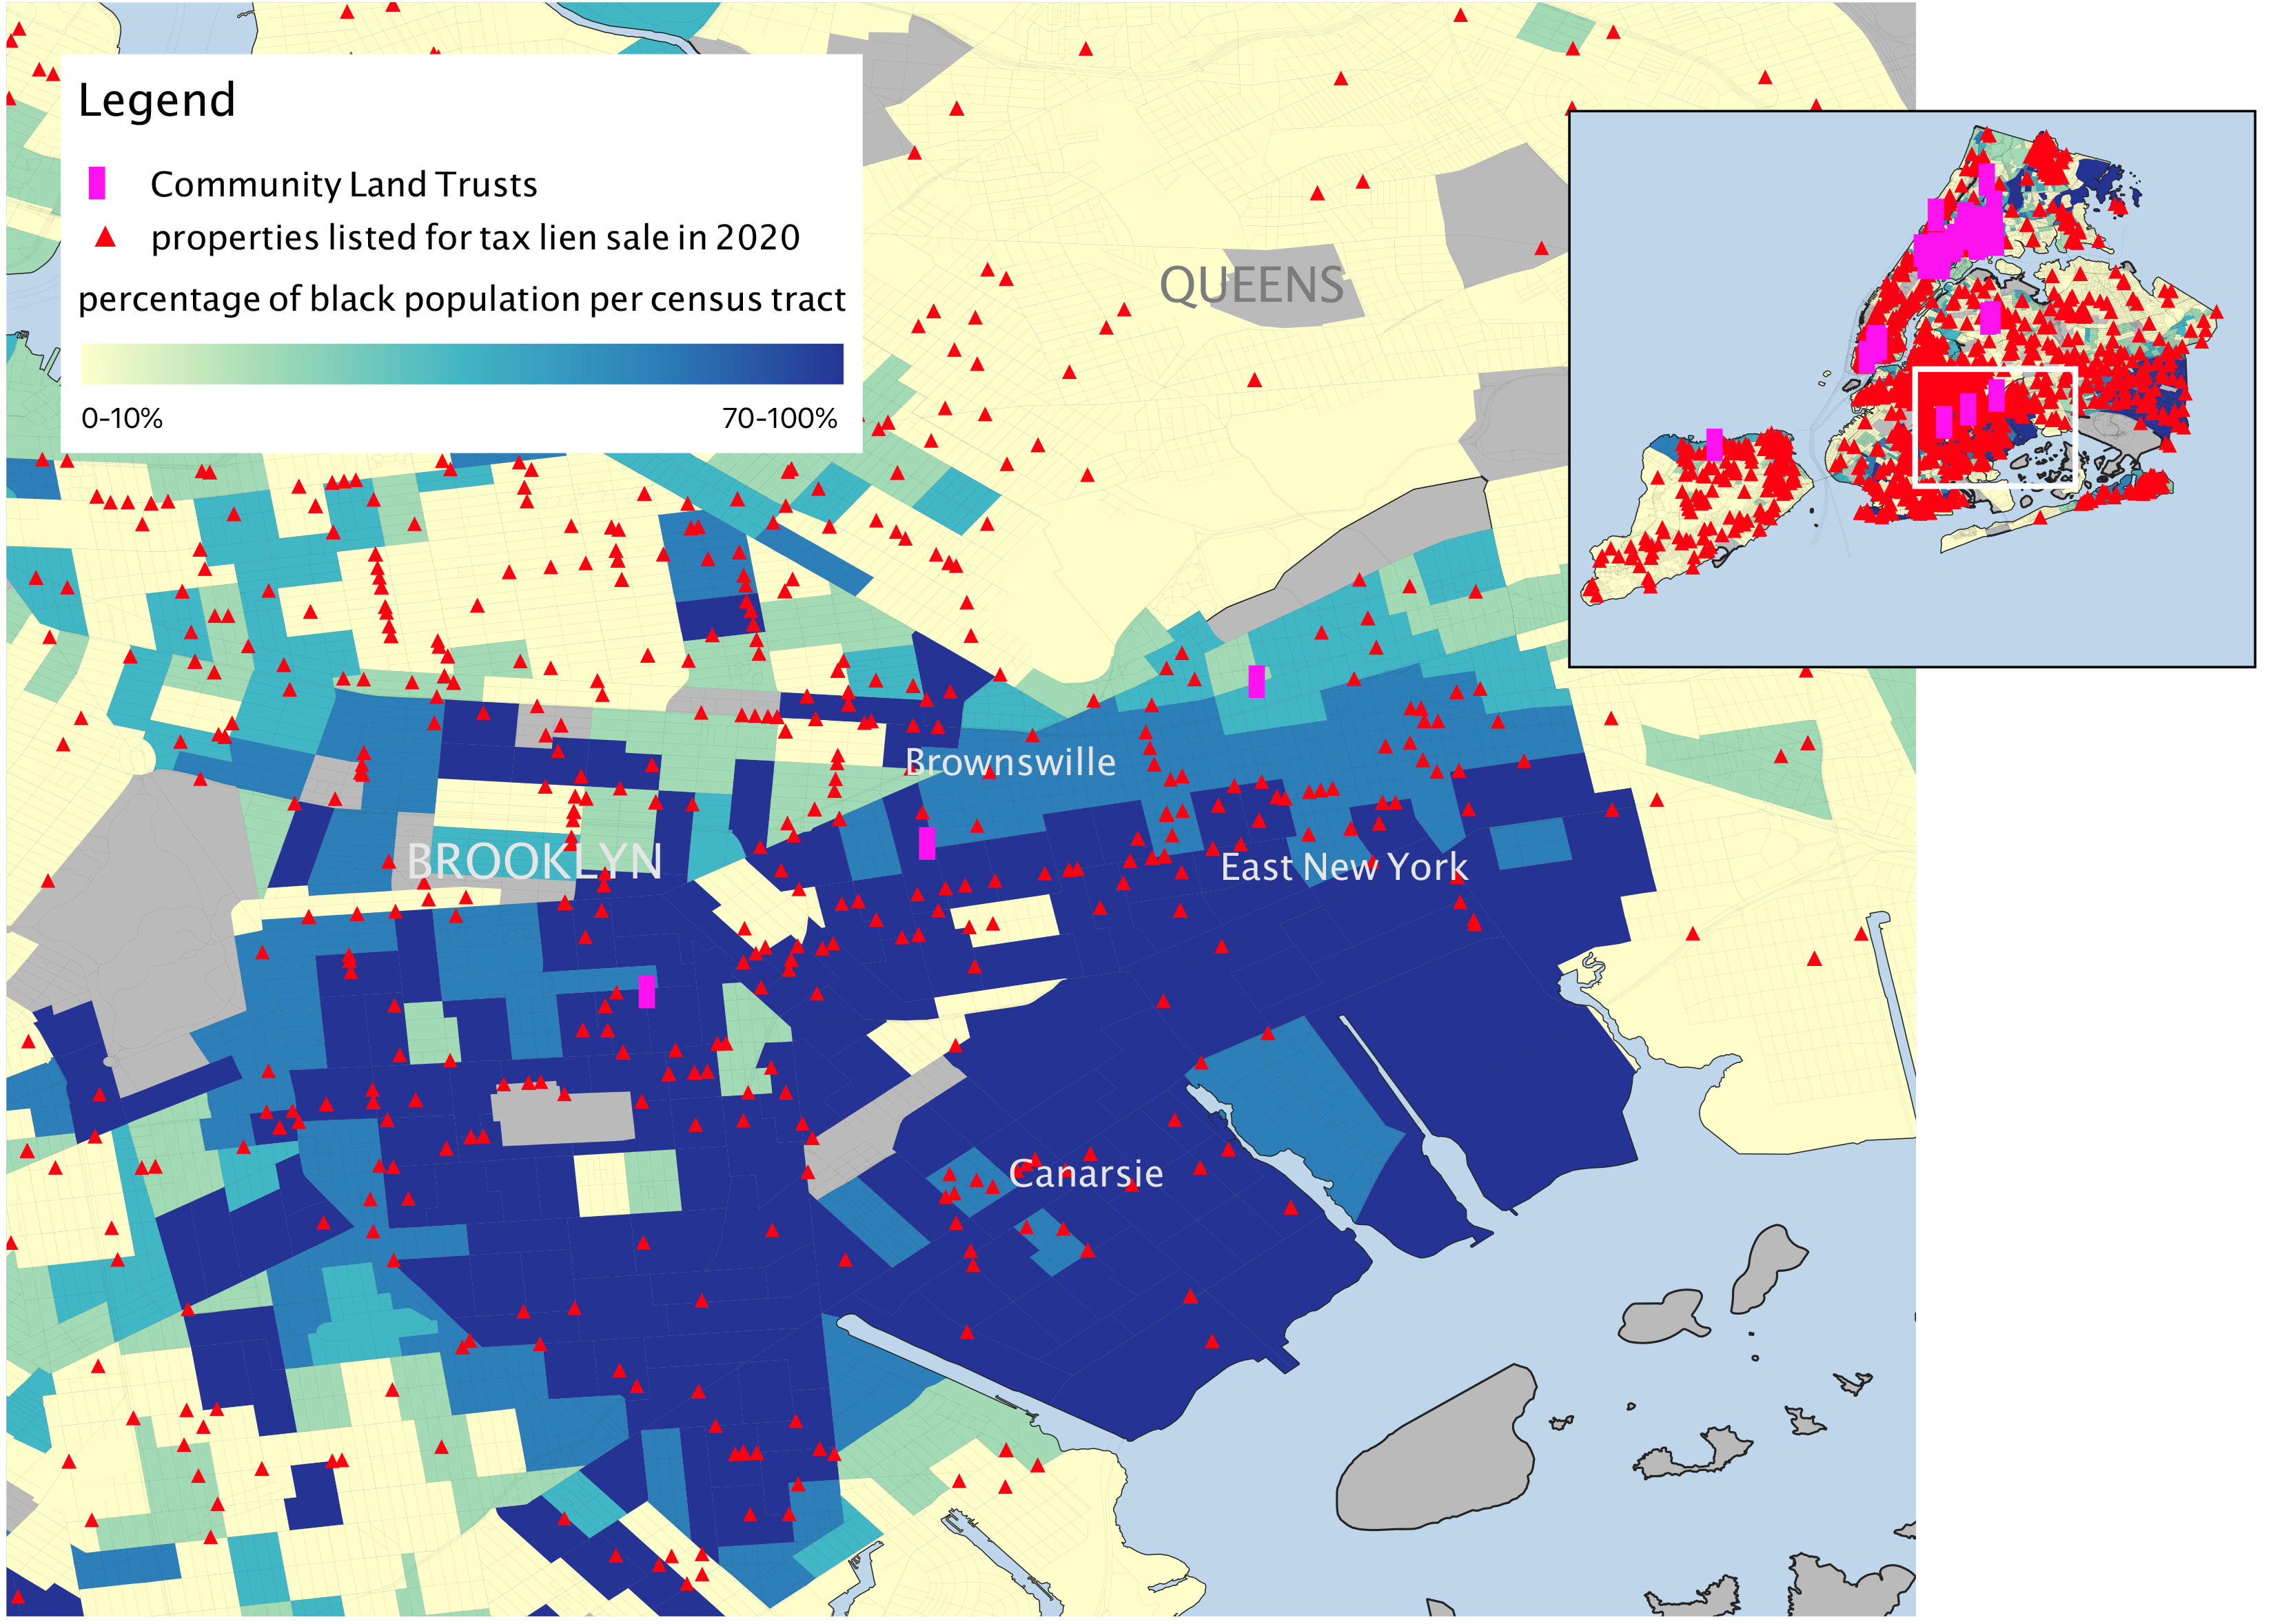 Legend
Community Land Trusts
properties listed for tax lien sale in 2020
percentage of black population per census tract
0-10% 70-100%
QUEENS
Brownswille
BROOKLYN
East New York
Canarsie